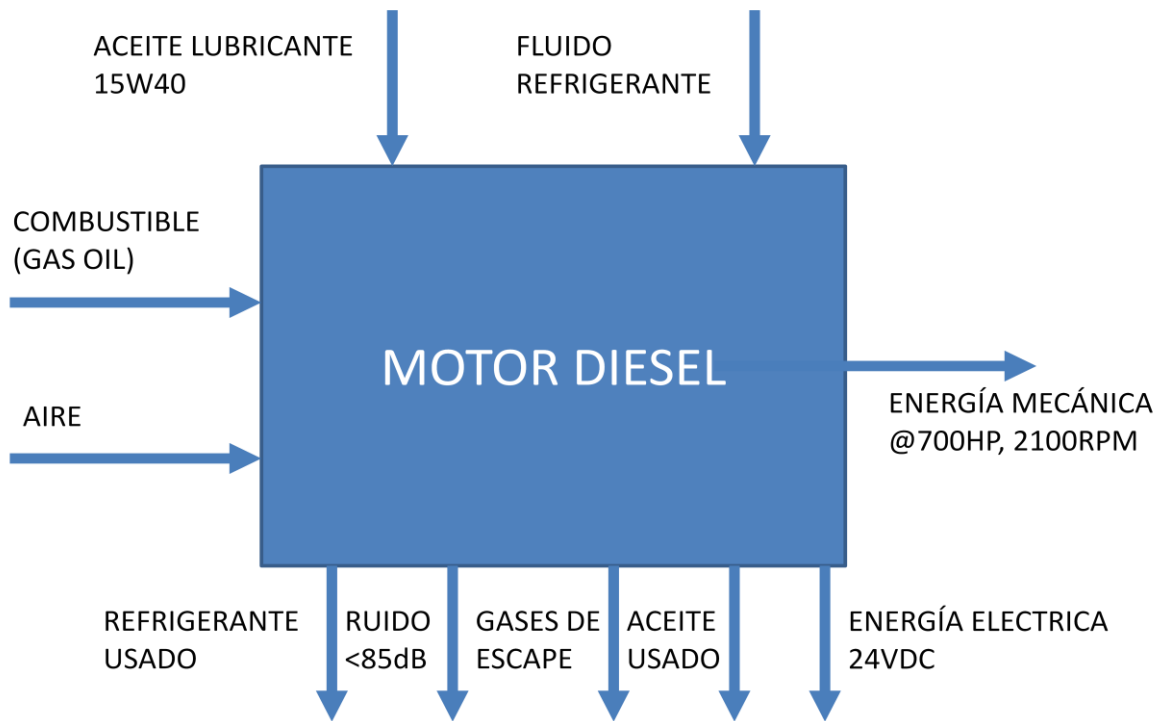 ACEITE LUBRICANTE
15W40
FLUIDO
REFRIGERANTE
COMBUSTIBLE
(GAS OIL)
MOTOR DIESEL
AIRE
ENERGÍA MECÁNICA
@700HP, 2100RPM
REFRIGERANTE
USADO
RUIDO
<85dB
GASES DE
ESCAPE
ACEITE
USADO
ENERGÍA ELECTRICA
24VDC